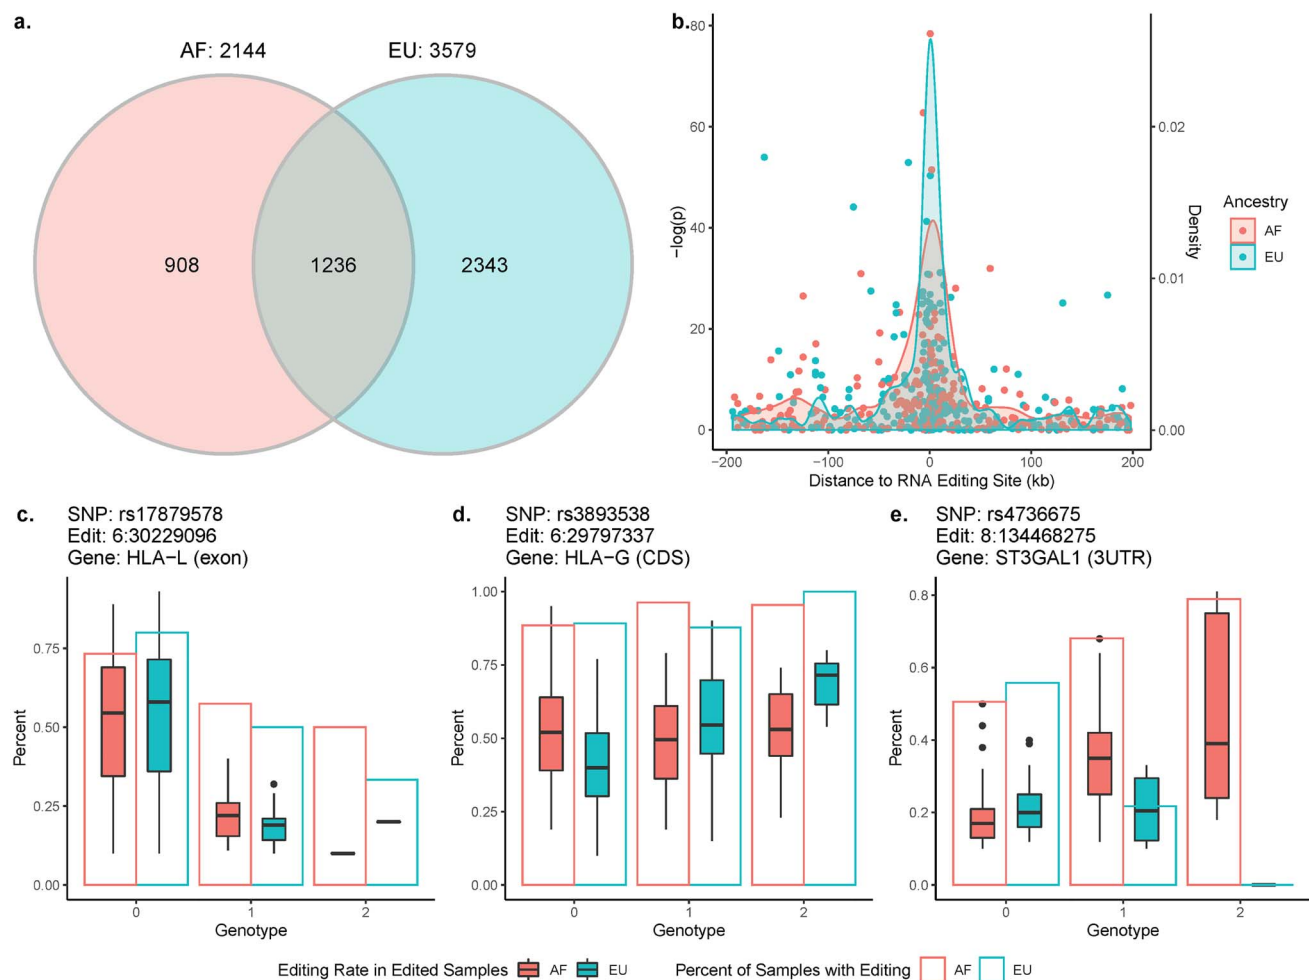 a.
AF: 2144
EU: 3579
908
1236
2343
b.
80
60
40
20
0
−log(p)
0.02
0.01
0.00
Density
−200
−100
0
100
200
Distance to RNA Editing Site (kb)
Ancestry
AF
EU
c.
SNP: rs17879578
Edit: 6:30229096
Gene: HLA−L (exon)
0.75
0.50
0.25
0.00
Percent
0
1
2
Genotype
d.
SNP: rs3893538
Edit: 6:29797337
Gene: HLA−G (CDS)
1.00
0.75
0.50
0.25
0.00
Percent
0
1
2
Genotype
e.
SNP: rs4736675
Edit: 8:134468275
Gene: ST3GAL1 (3UTR)
0.8
0.6
0.4
0.2
0.0
Percent
0
1
2
Genotype
Editing Rate in Edited Samples AF EU Percent of Samples with Editing AF EU